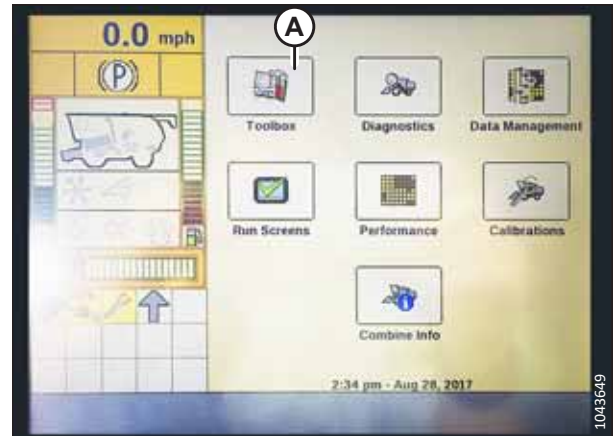 0.0 mph
A
(P)
Toolbox
Diagnostics
Data Management
Run Screens
Performance
Calibrations
Combine Info
2:34 pm - Aug 28, 2017
1043649